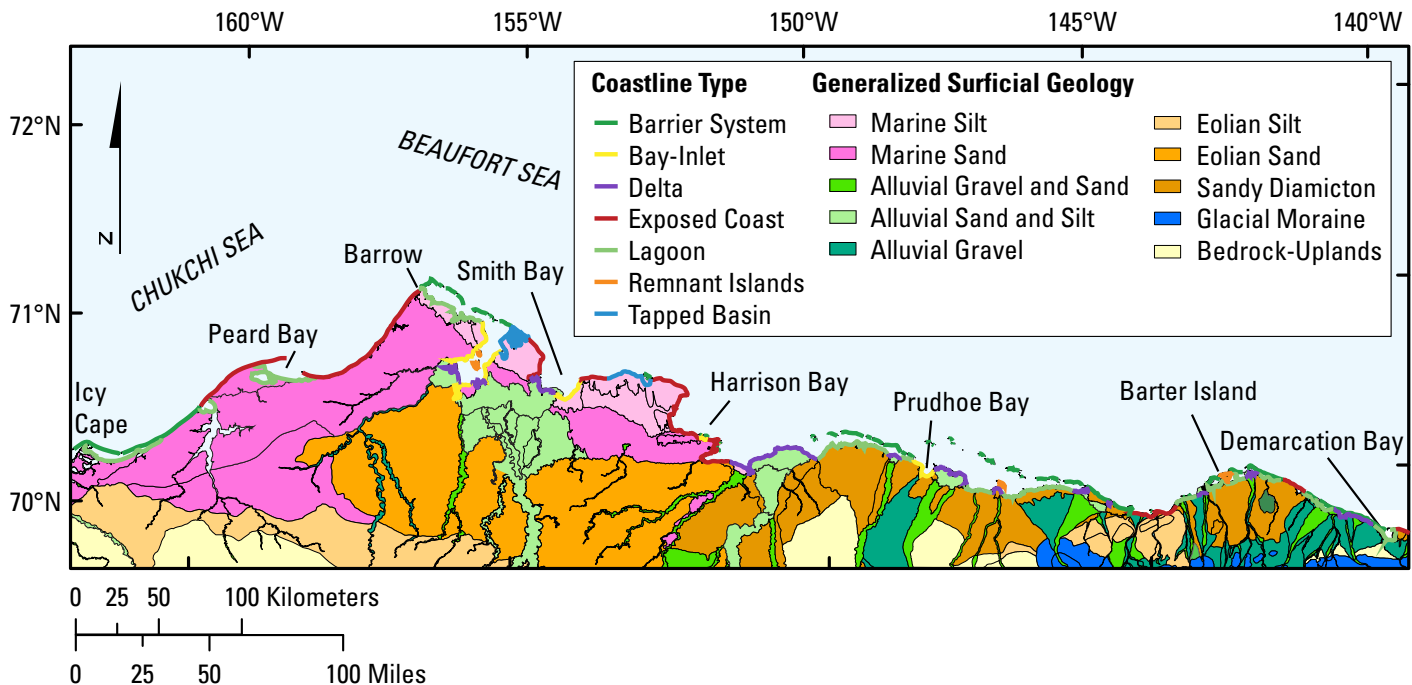 160°W 155°W 150°W 145°W 140°W
72°N
71°N
70°N
N
BEAUFORT SEA
CHUKCHI SEA
Barrow
Smith Bay
Peard Bay
Icy
Cape
Harrison Bay
Prudhoe Bay
Barter Island
Demarcation Bay
Coastline Type
Barrier System
Bay-Inlet
Delta
Exposed Coast
Lagoon
Remnant Islands
Tapped Basin
Generalized Surficial Geology
Marine Silt
Marine Sand
Alluvial Gravel and Sand
Alluvial Sand and Silt
Alluvial Gravel
Eolian Silt
Eolian Sand
Sandy Diamicton
Glacial Moraine
Bedrock-Uplands
0 25 50 100 Kilometers
0 25 50 100 Miles